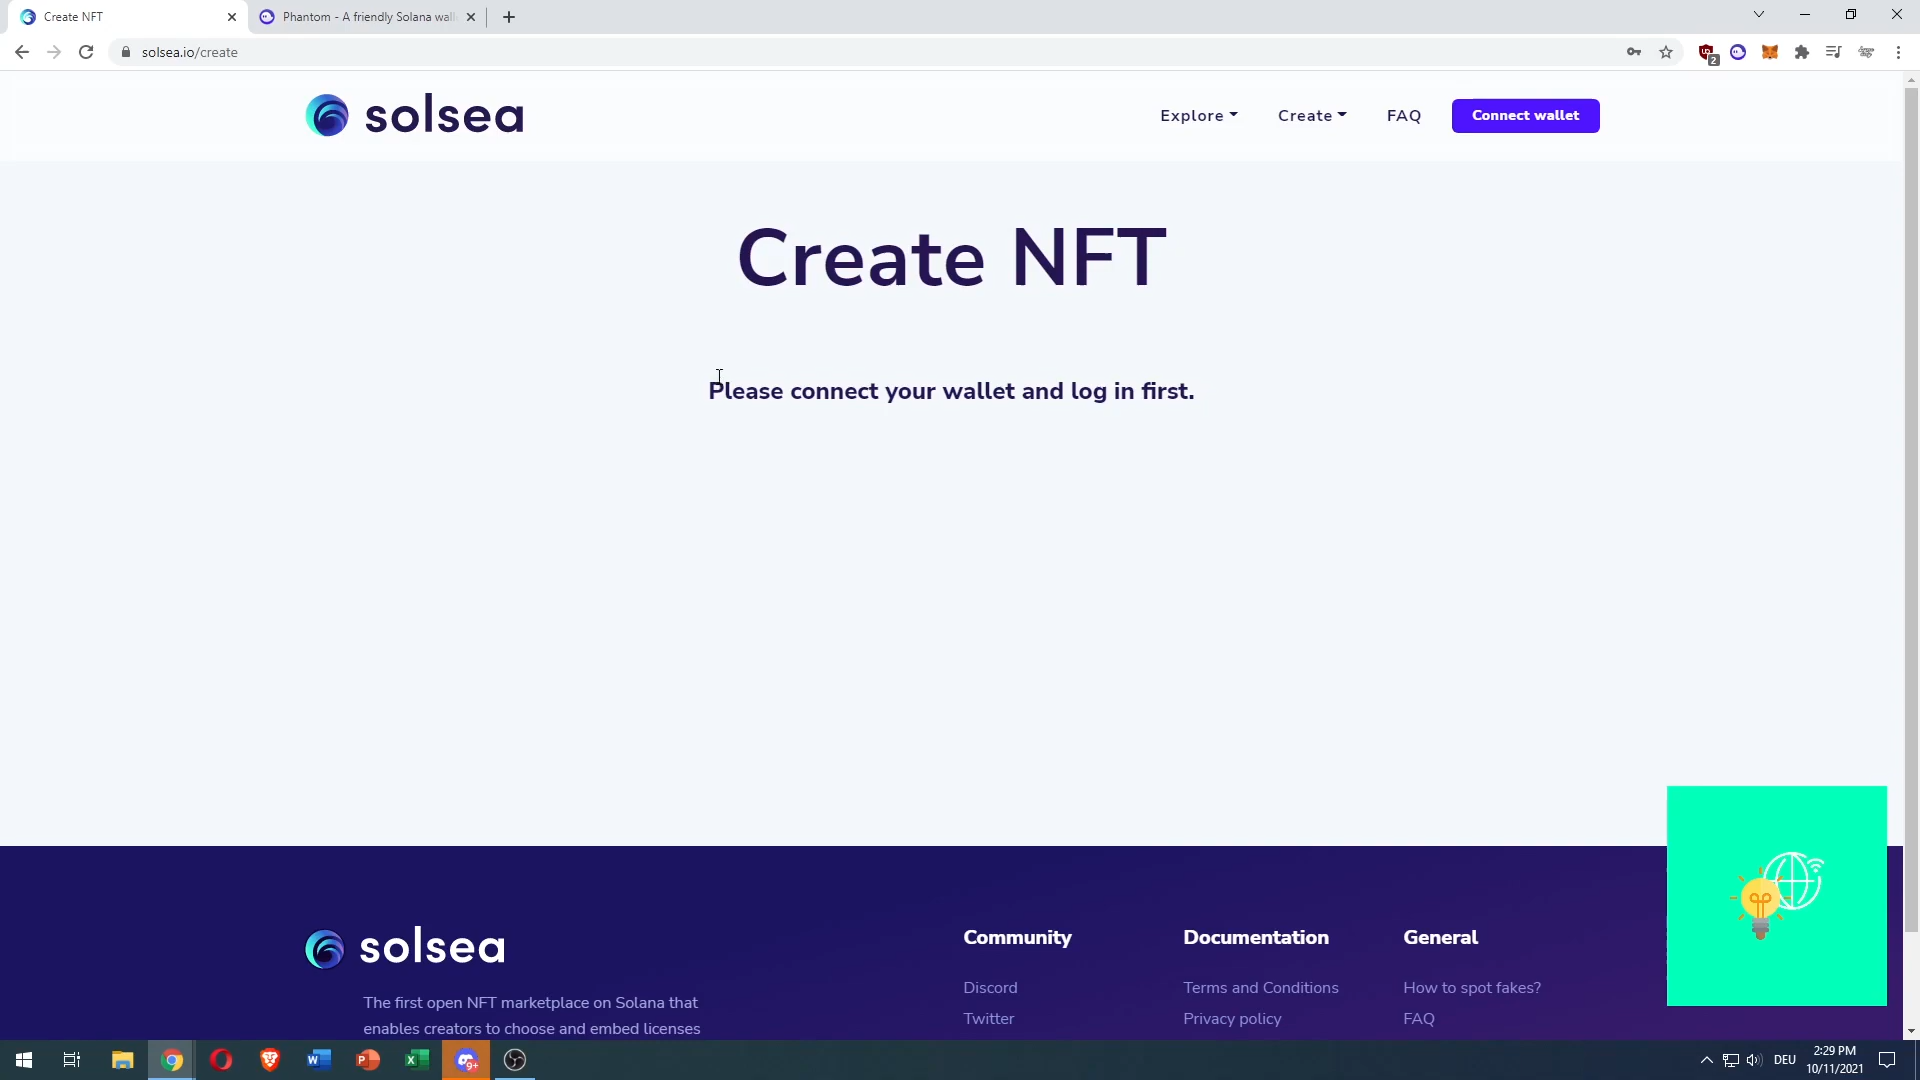 Create NFT
Phantom - A friendly Solana wall
solsea.io/create
2
solsea
Explore
Create
FAQ
Connect wallet
Create NFT
Please connect your wallet and log in first.
solsea
The first open NFT marketplace on Solana that
enables creators to choose and embed licenses
Community
Discord
Twitter
Documentation
Terms and Conditions
Privacy policy
General
How to spot fakes?
FAQ
9+
DEU
2:29 PM
10/11/2021